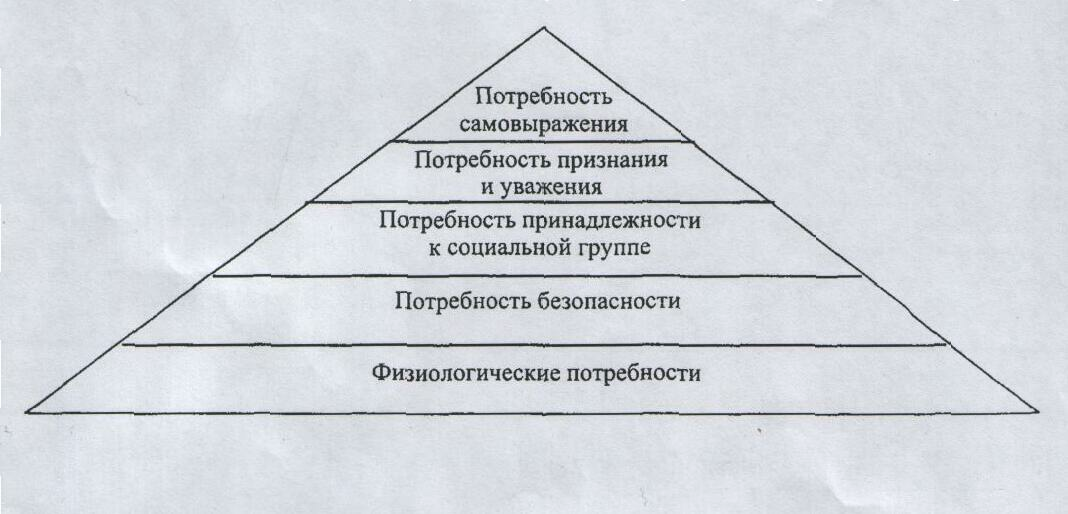 Потребность
самовыражения
Потребность признания
и уважения
Потребность принадлежности
к социальной группе
Потребность безопасности
Физиологические потребности